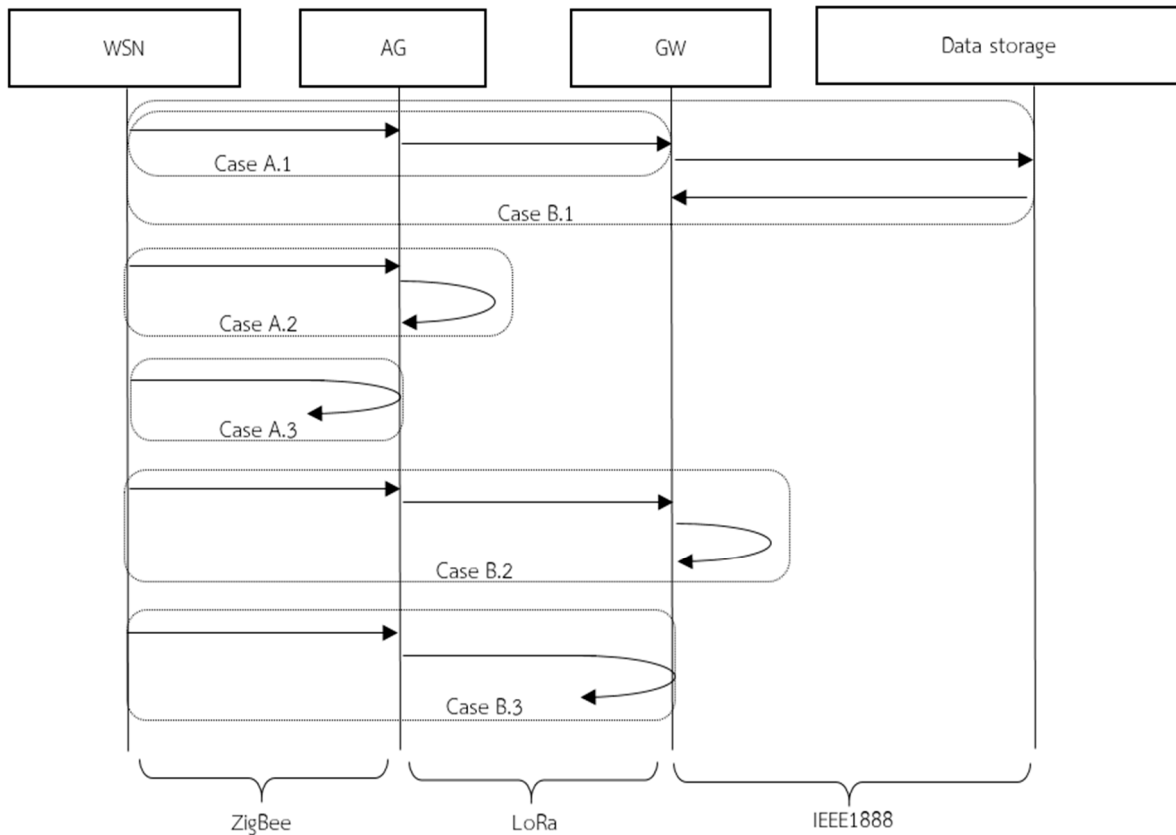 WSN
AG
GW
Data storage
Case A.1
Case B.1
Case A.2
Case A.3
Case B.2
Case B.3
ZigBee
LoRa
IEEE1888